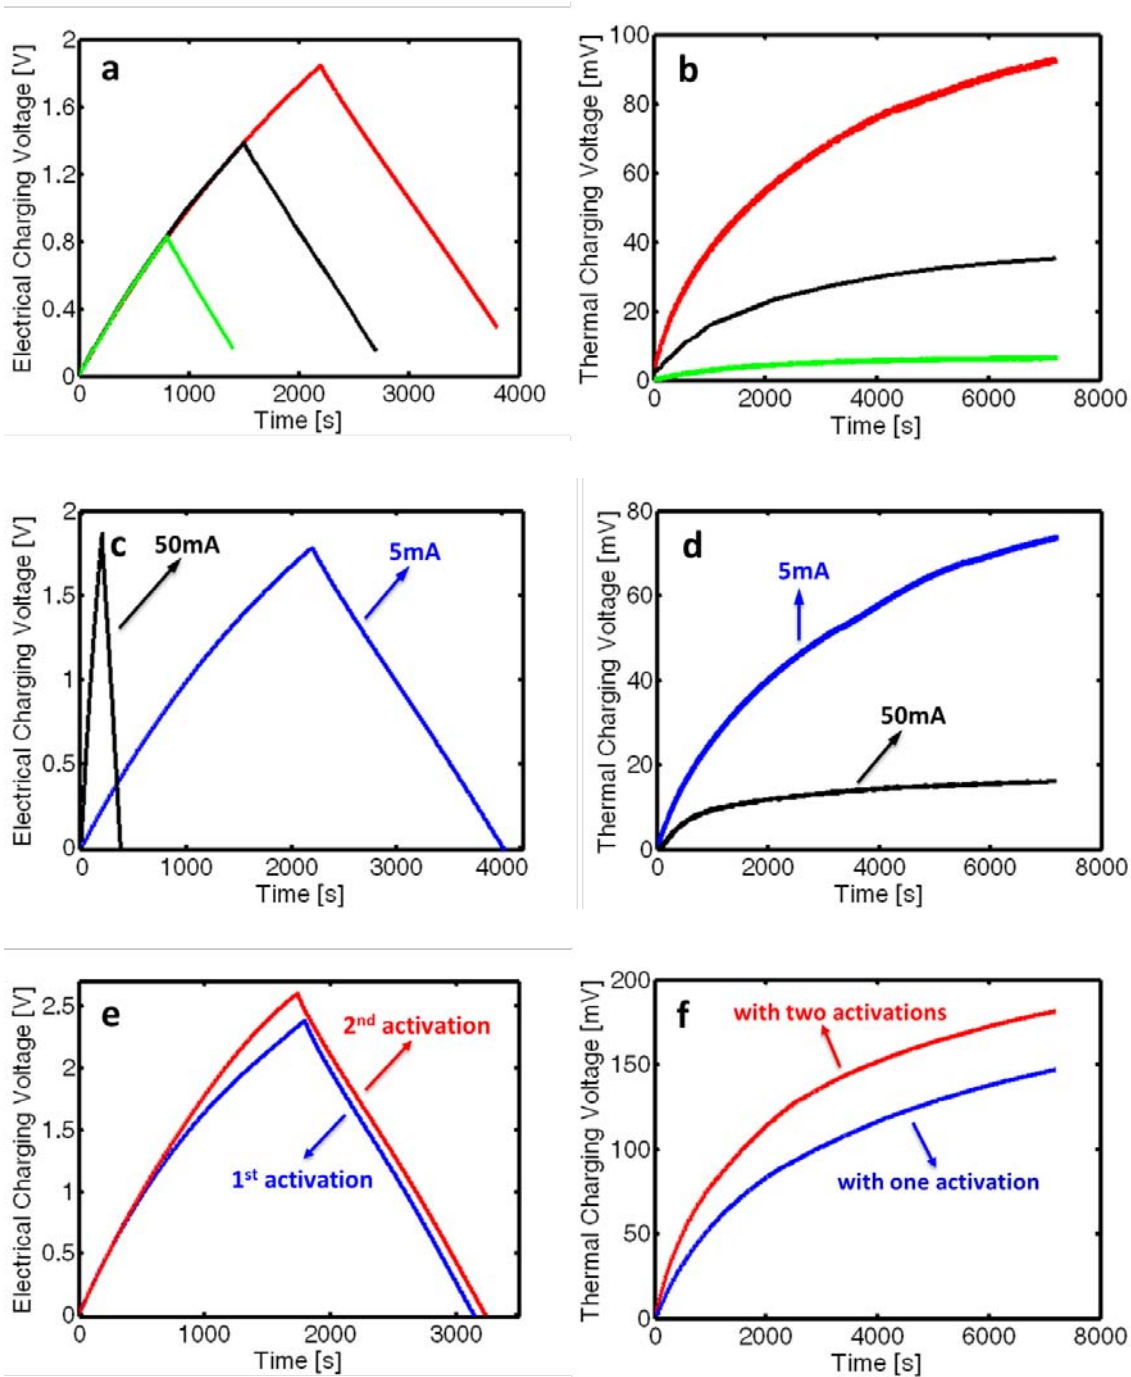 Electrical Charging Voltage [V]
2
1.6
1.2
0.8
0.4
0
a
0 1000 2000 3000 4000
Time [s]
Thermal Charging Voltage [mV]
100
80
60
40
20
0
b
0 2000 4000 6000 8000
Time [s]
Electrical Charging Voltage [V]
2
1.5
1
0.5
0
c
50mA
5mA
0 1000 2000 3000 4000
Time [s]
Thermal Charging Voltage [mV]
80
60
40
20
0
d
5mA
50mA
0 2000 4000 6000 8000
Time [s]
Electrical Charging Voltage [V]
2.5
2
1.5
1
0.5
0
e
2nd activation
1st activation
0 1000 2000 3000
Time [s]
Thermal Charging Voltage [mV]
200
150
100
50
0
f
with two activations
with one activation
0 2000 4000 6000 8000
Time [s]